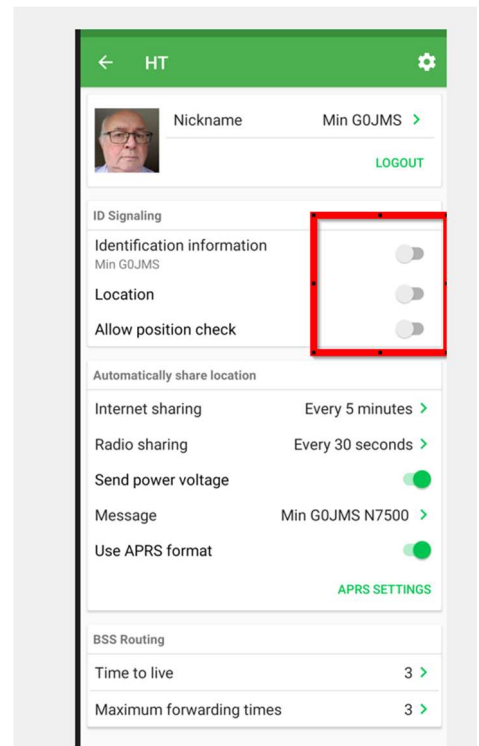 HT
Nickname Min G0JMS >
LOGOUT
ID Signaling
Identification information
Min G0JMS
Location
Allow position check
Automatically share location
Internet sharing Every 5 minutes >
Radio sharing Every 30 seconds >
Send power voltage
Message Min G0JMS N7500 >
Use APRS format
APRS SETTINGS
BSS Routing
Time to live 3 >
Maximum forwarding times 3 >